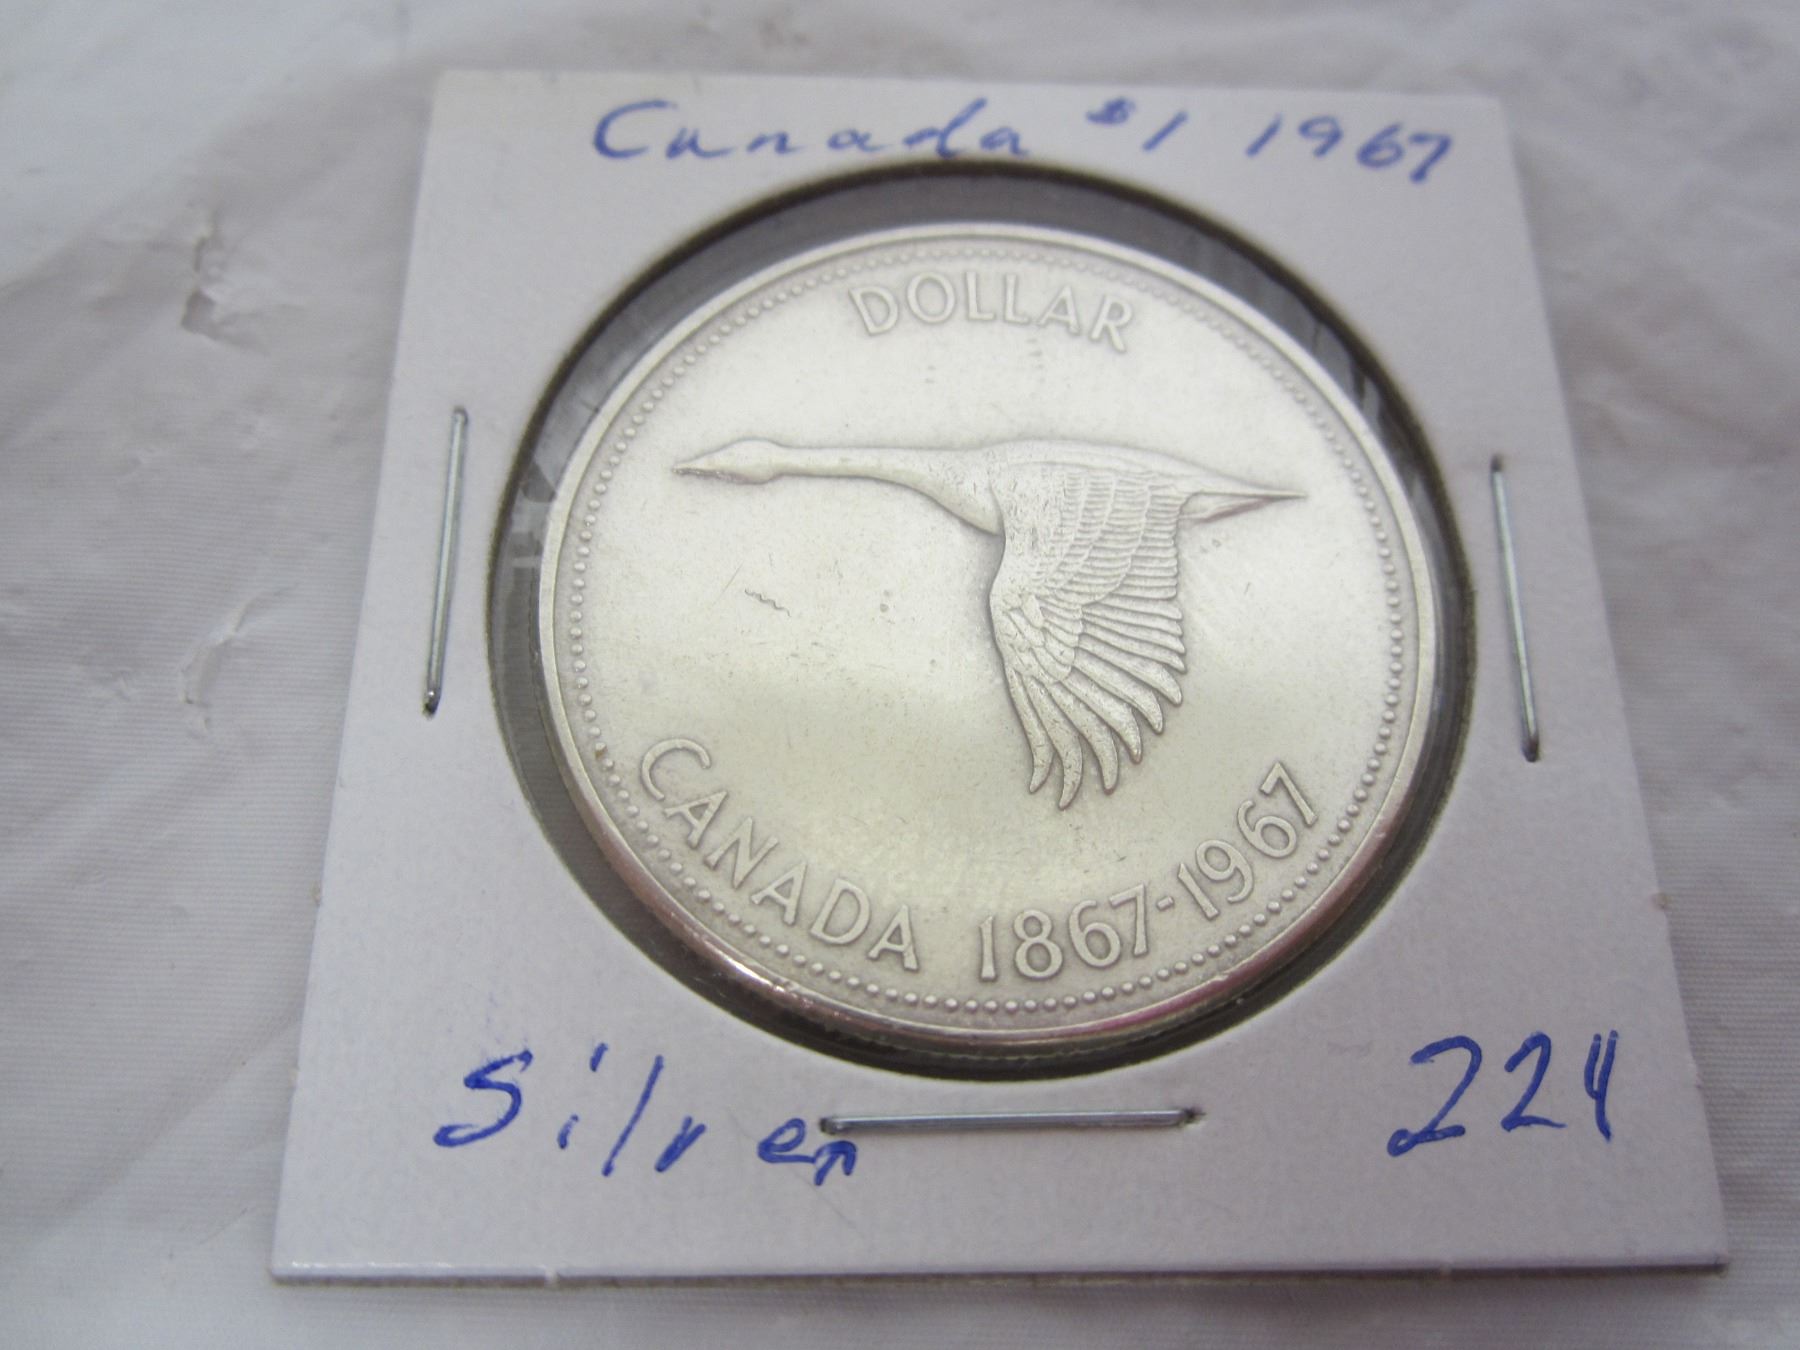 Canada $1 1967
DOLLAR
CANADA 1867-1967
Silver 224